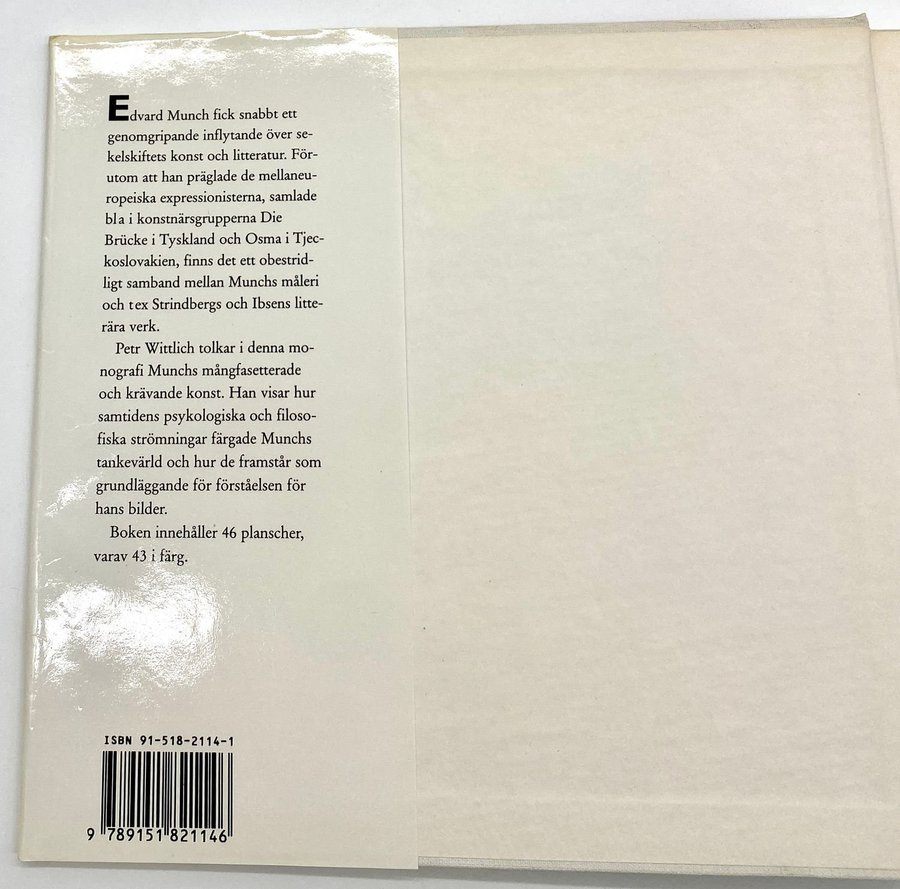 Edvard Munch fick snabbt ett
genomgripande inflytande över se-
kelskiftets konst och litteratur. För-
utom att han präglade de mellaneu-
ropeiska expressionisterna, samlade
bla i konstnärsgrupperna Die
Brücke i Tyskland och Osma i Tjec-
koslovakien, finns det ett obestrid-
ligt samband mellan Munchs måleri
och tex Strindbergs och Ibsens litte-
rära verk.
Petr Wittlich tolkar i denna mo-
nografi Munchs mångfasetterade
och krävande konst. Han visar hur
samtidens psykologiska och filoso-
fiska strömningar färgade Munchs
tankevärld och hur de framstår som
grundläggande för förståelsen för
hans bilder.
Boken innehåller 46 planscher,
varav 43 i färg.
ISBN 91-518-2114-1
9 789151 821146